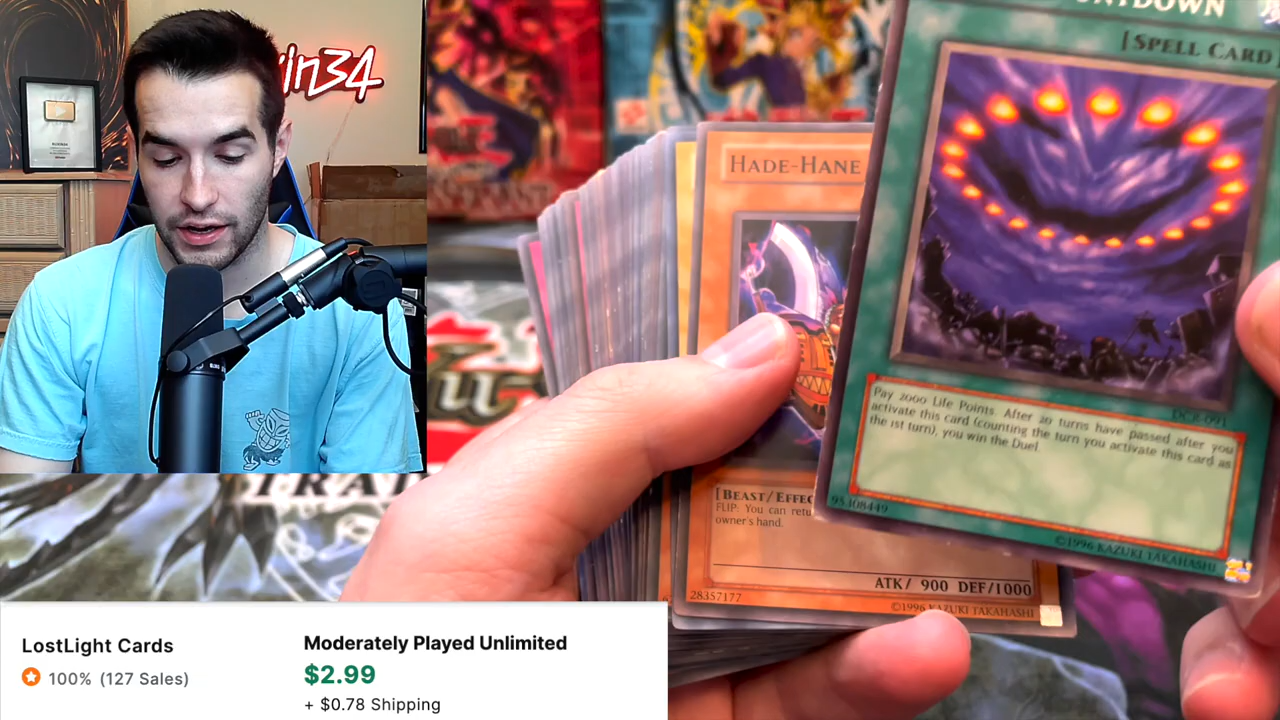 in34
NTDOWN
[SPELL CARD]
HADE-HANE
DCR-091
Pay 2000 Life Points. After 20 turns have passed after you
activate this card (counting the turn you activate this card as
the 1st turn), you win the Duel.
95308449
©1996 KAZUKI TAKAHASHI
[BEAST/EFFEC
FLIP: You can retu
owner's hand.
ATK/ 900 DEF/1000
28357177
©1996 KAZUKI TAKAHASHI
TRA
LostLight Cards
100% (127 Sales)
Moderately Played Unlimited
$2.99
+ $0.78 Shipping